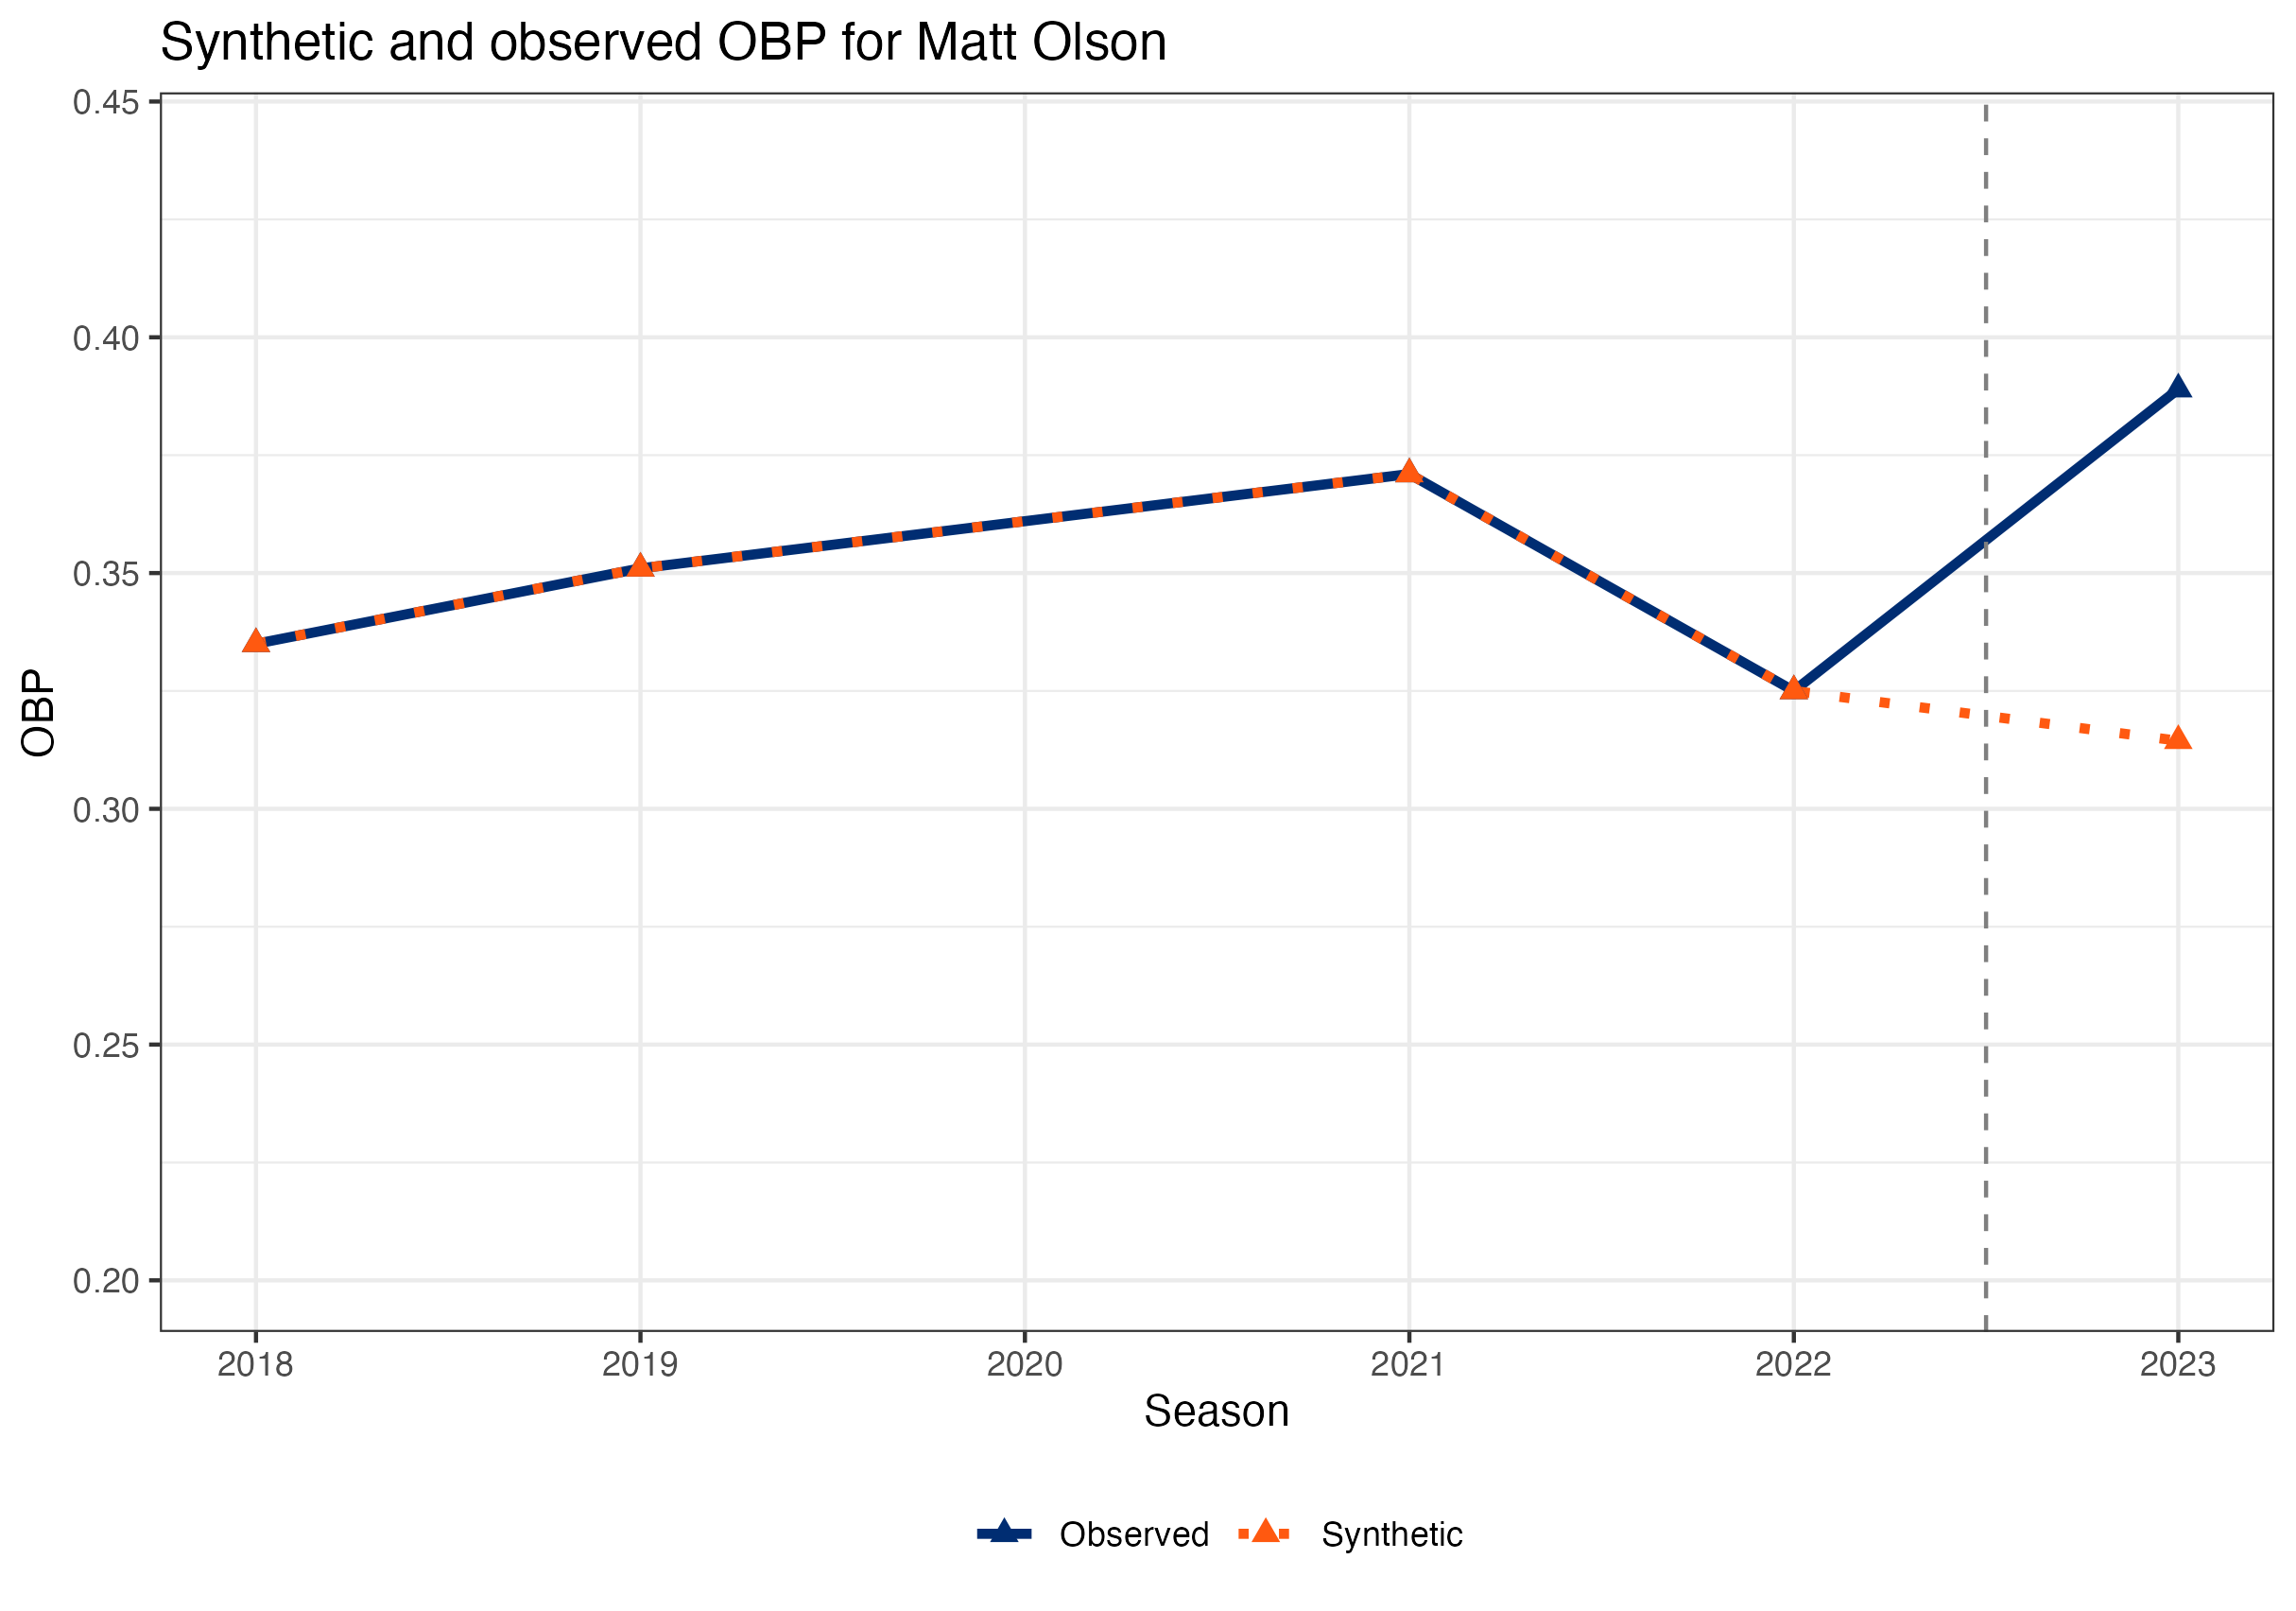 Synthetic and observed OBP for Matt Olson
0.45
0.40
0.35
0.30
0.25
0.20
OBP
2018 2019 2020 2021 2022 2023
Season
Observed Synthetic